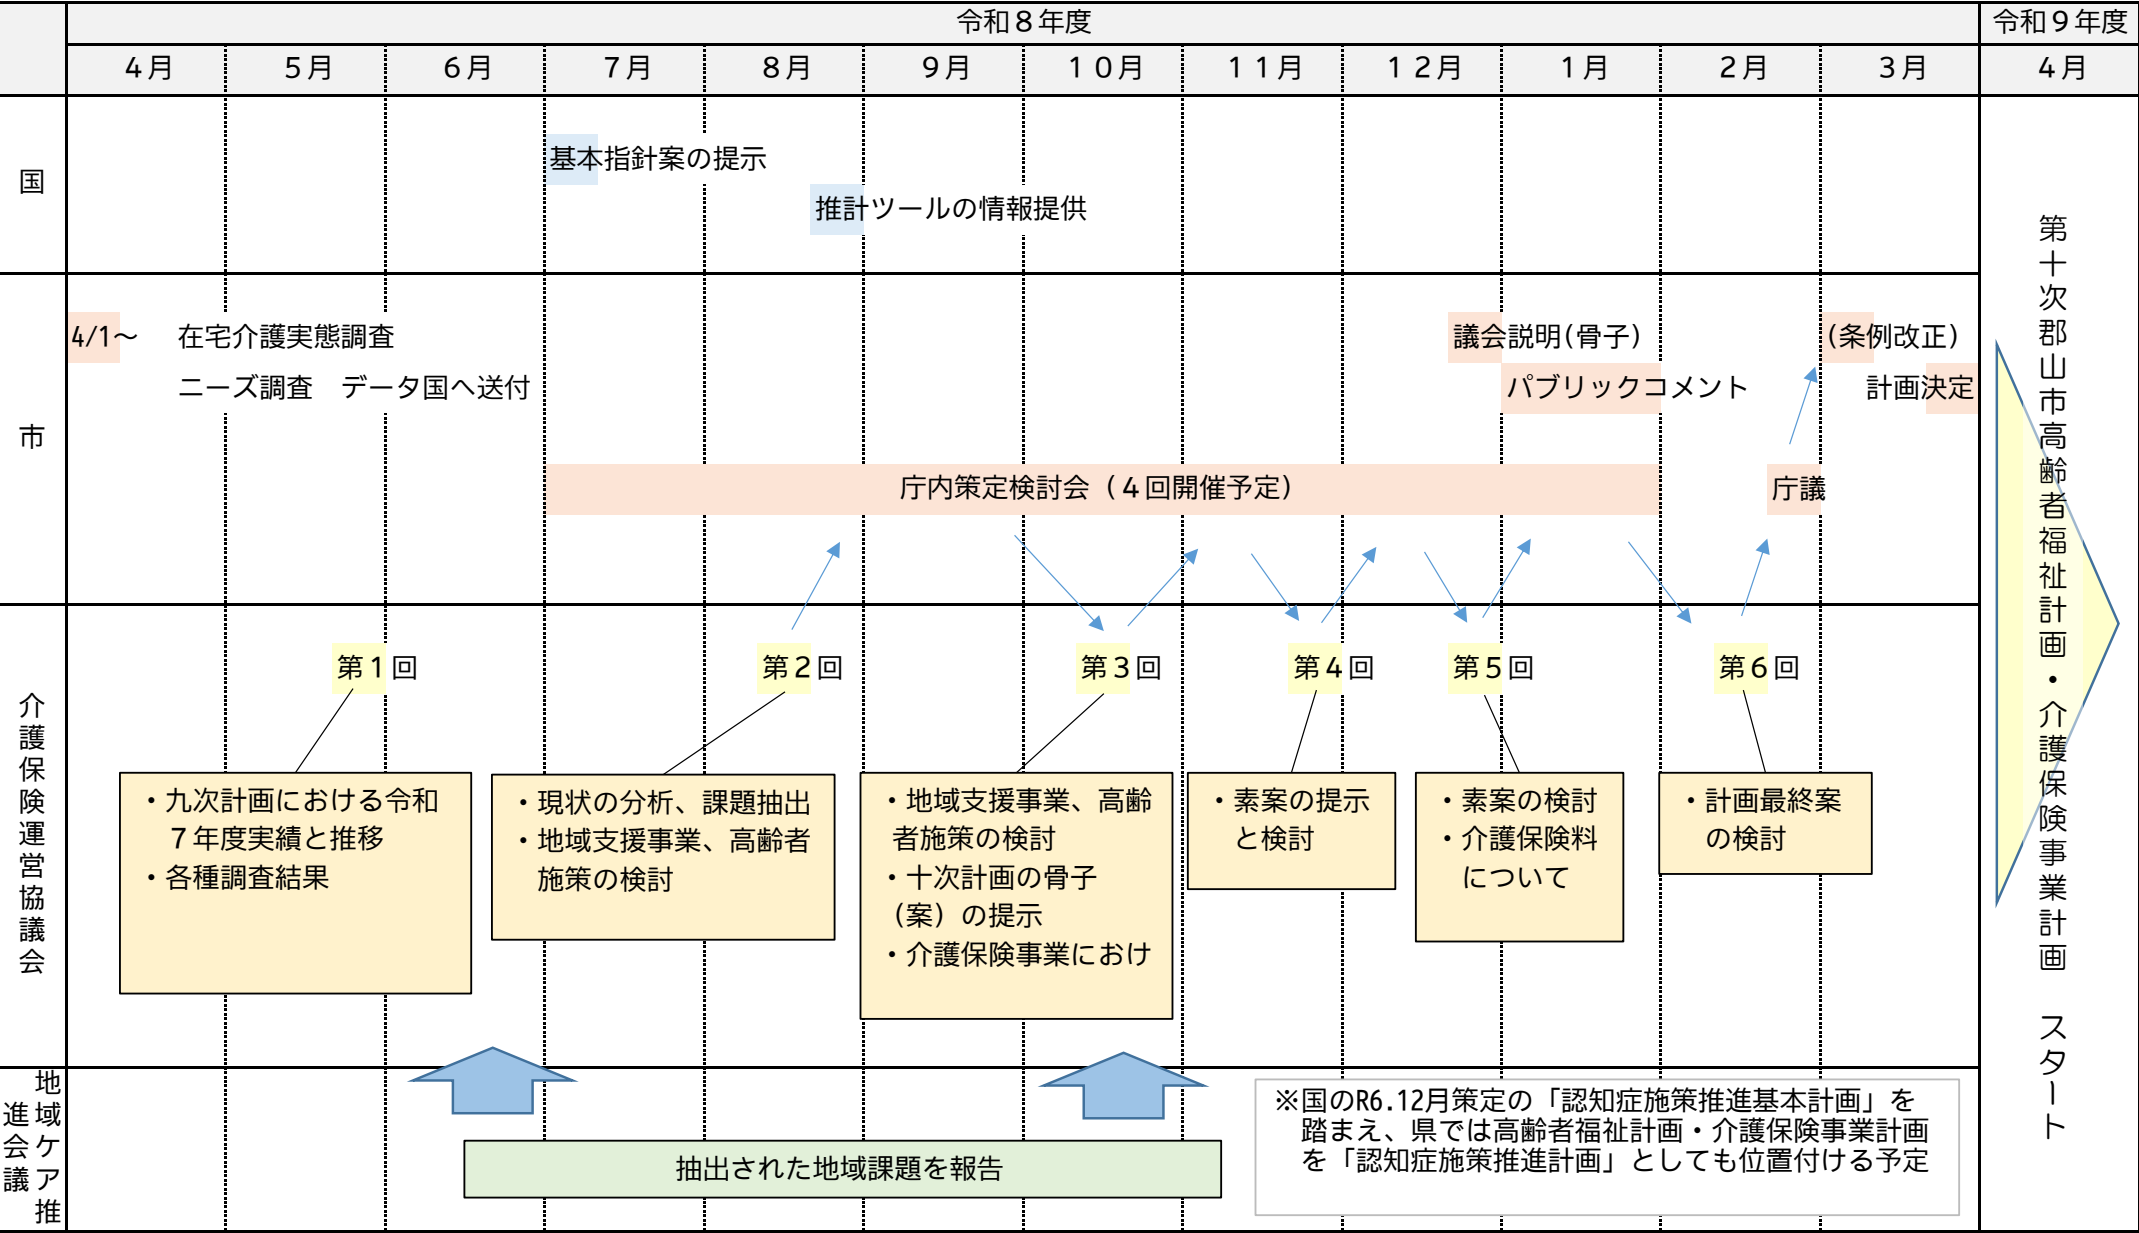 令和８年度
令和９年度
４月
５月
６月
７月
８月
９月
１０月
１１月
１２月
１月
２月
３月
４月
国
基本指針案の提示
推計ツールの情報提供
市
4/1～
在宅介護実態調査
ニーズ調査　データ国へ送付
議会説明(骨子)
パブリックコメント
(条例改正)
計画決定
庁内策定検討会（４回開催予定）
庁議
介護保険運営協議会
第１回
第２回
第３回
第４回
第５回
第６回
・九次計画における令和
７年度実績と推移
・各種調査結果
・現状の分析、課題抽出
・地域支援事業、高齢者
施策の検討
・地域支援事業、高齢
者施策の検討
・十次計画の骨子
（案）の提示
・介護保険事業におけ
・素案の提示
と検討
・素案の検討
・介護保険料
について
・計画最終案
の検討
地域ケア推
進会議
抽出された地域課題を報告
※国のR6.12月策定の「認知症施策推進基本計画」を
踏まえ、県では高齢者福祉計画・介護保険事業計画
を「認知症施策推進計画」としても位置付ける予定
第十次郡山市高齢者福祉計画・介護保険事業計画　スタート